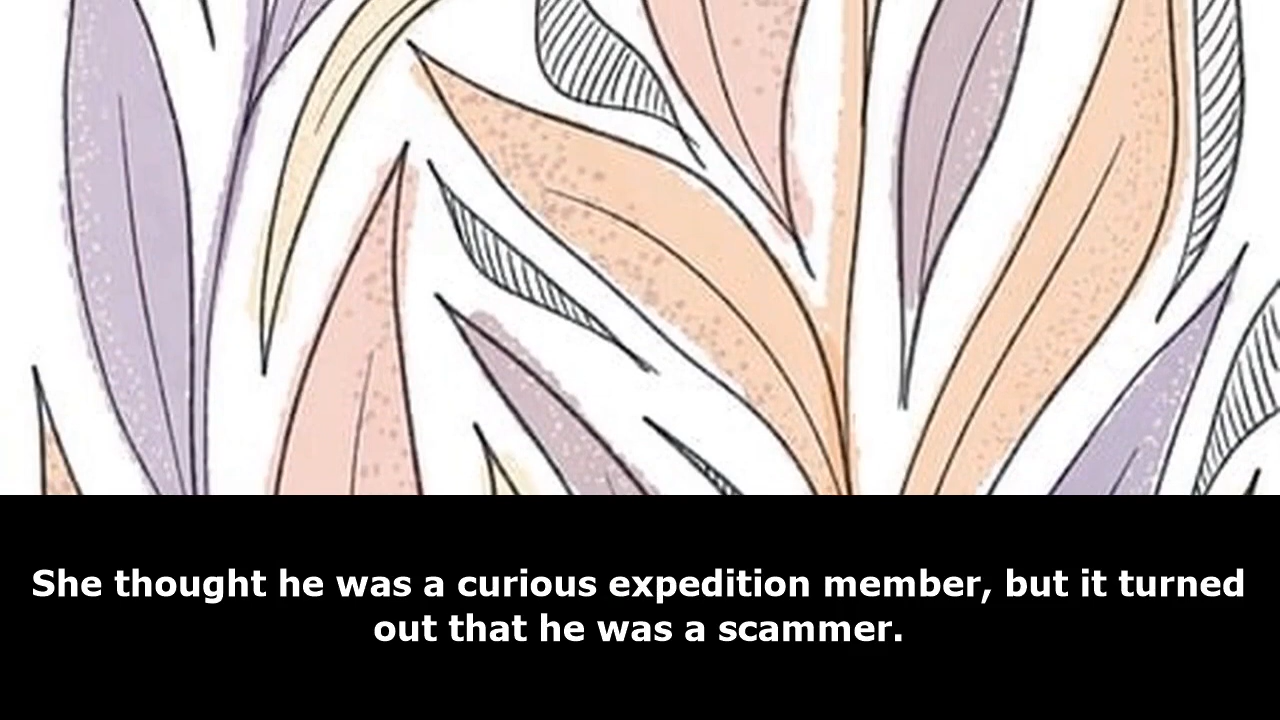 She thought he was a curious expedition member, but it turned
out that he was a scammer.